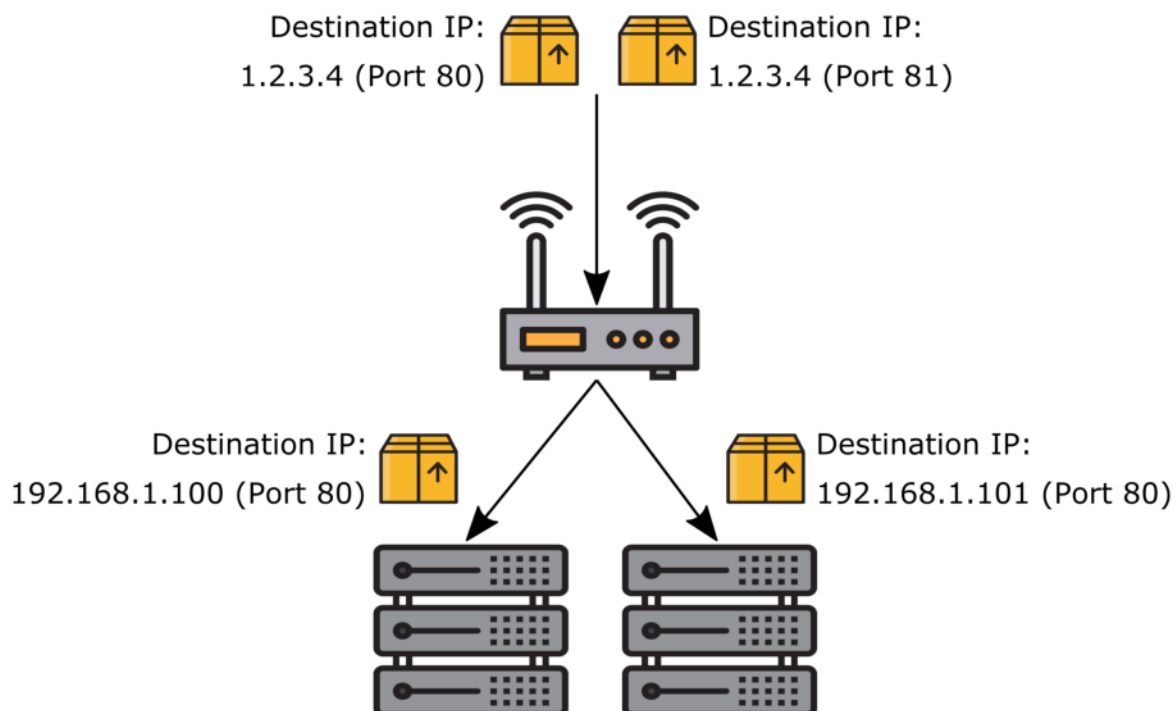 Destination IP:
1.2.3.4 (Port 80)
Destination IP:
1.2.3.4 (Port 81)
Destination IP:
192.168.1.100 (Port 80)
Destination IP:
192.168.1.101 (Port 80)